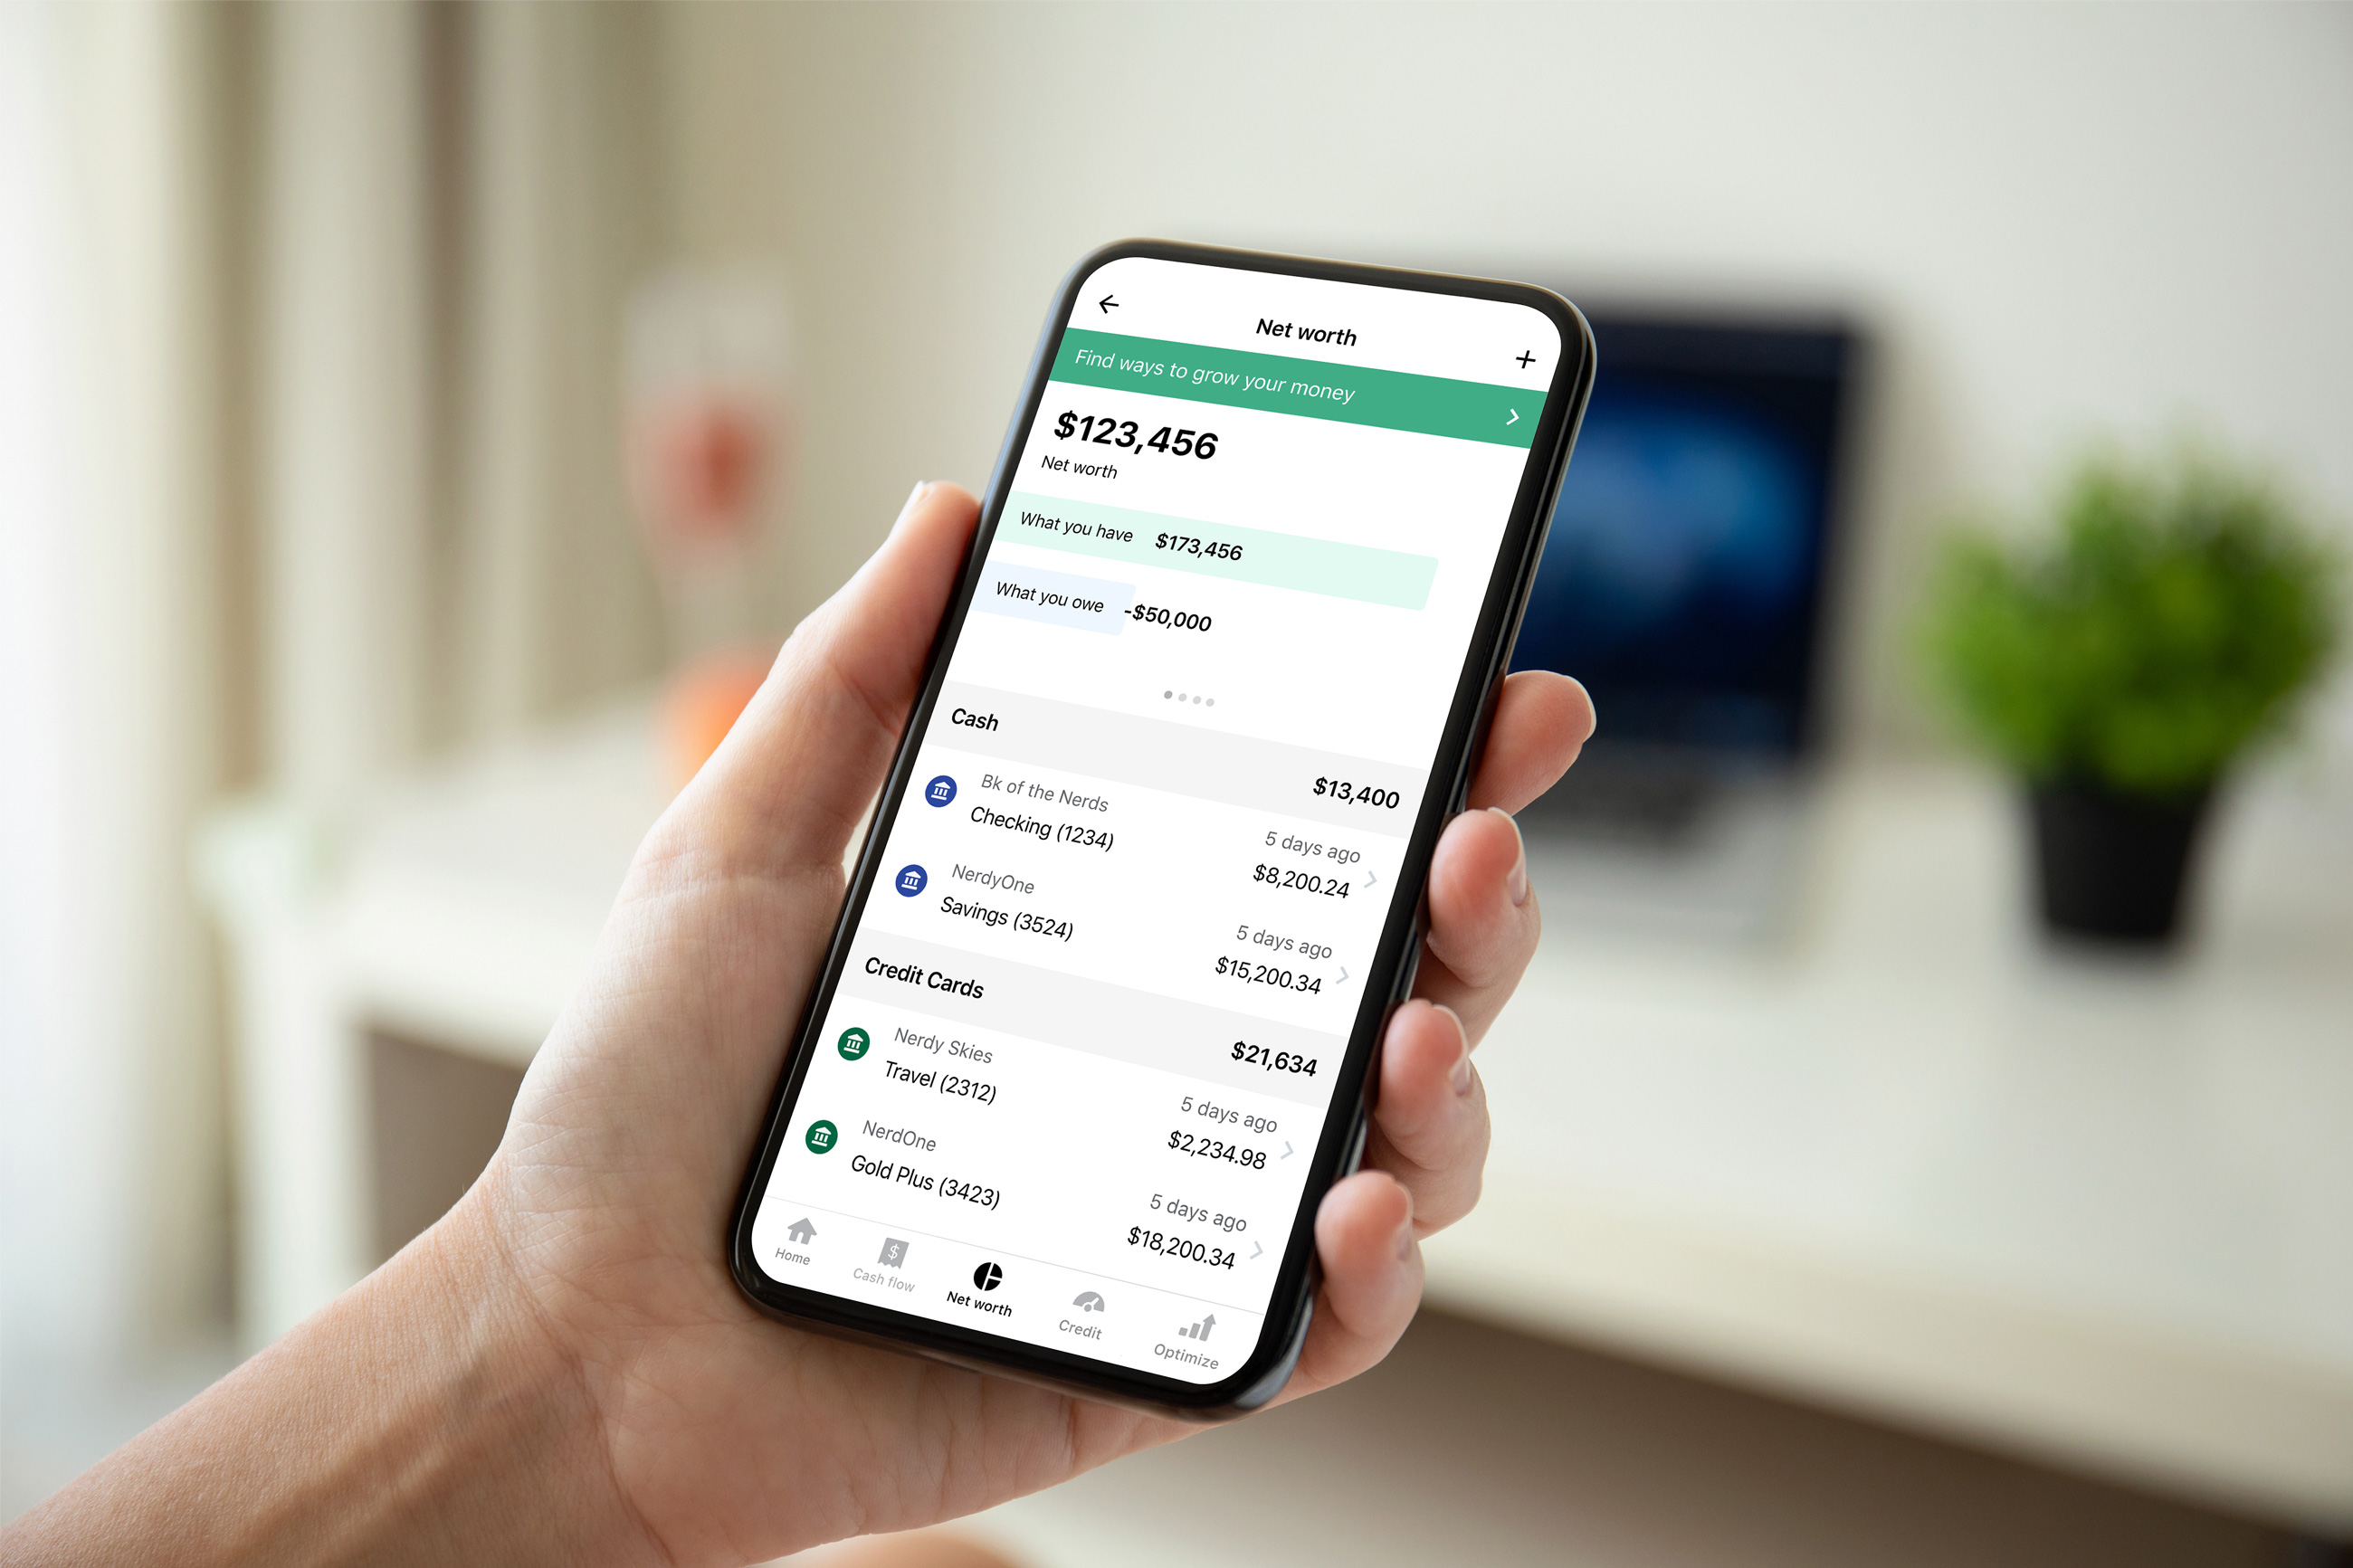 Net worth
Find ways to grow your money
$123,456
Net worth
What you have $173,456
What you owe -$50,000
Cash
$13,400
Bk of the Nerds
Checking (1234)
5 days ago
$8,200.24
NerdyOne
Savings (3524)
5 days ago
$15,200.34
Credit Cards
$21,634
Nerdy Skies
Travel (2312)
5 days ago
$2,234.98
NerdOne
Gold Plus (3423)
5 days ago
$18,200.34
Home
Cash flow
Net worth
Credit
Optimize